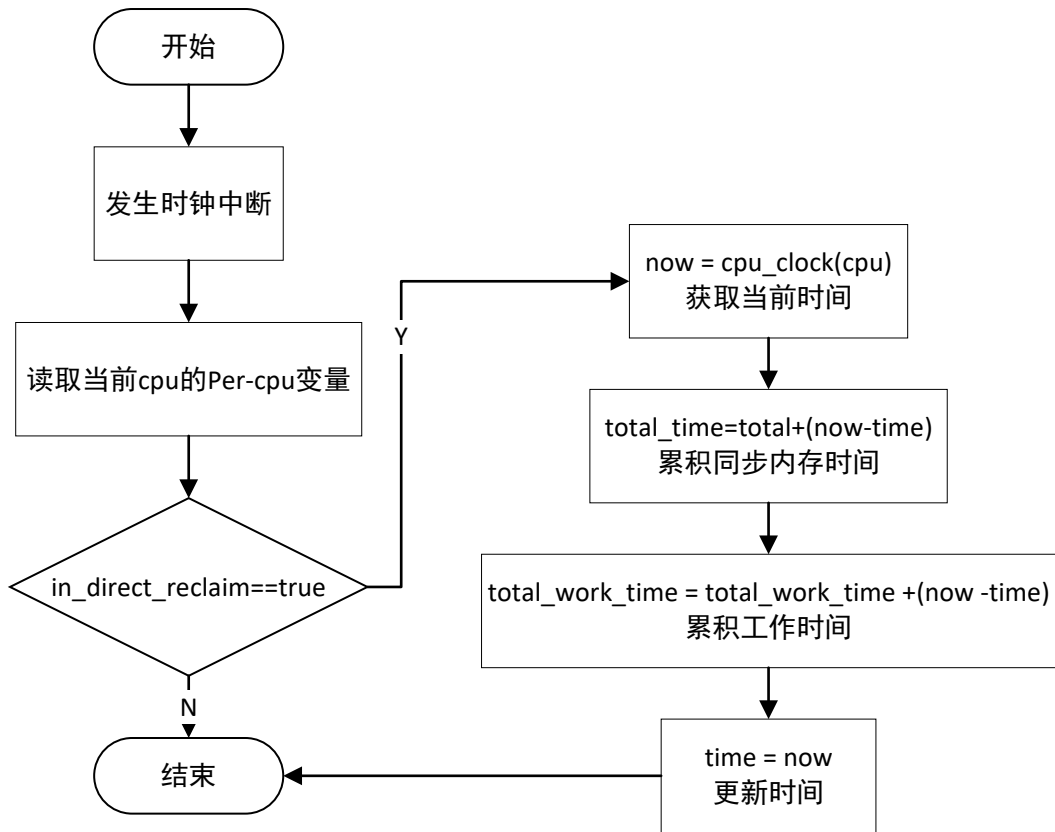 开始
发生时钟中断
读取当前cpu的Per-cpu变量
in_direct_reclaim==true
Y
N
结束
now = cpu_clock(cpu)
获取当前时间
total_time=total+(now-time)
累积同步内存时间
total_work_time = total_work_time +(now -time)
累积工作时间
time = now
更新时间